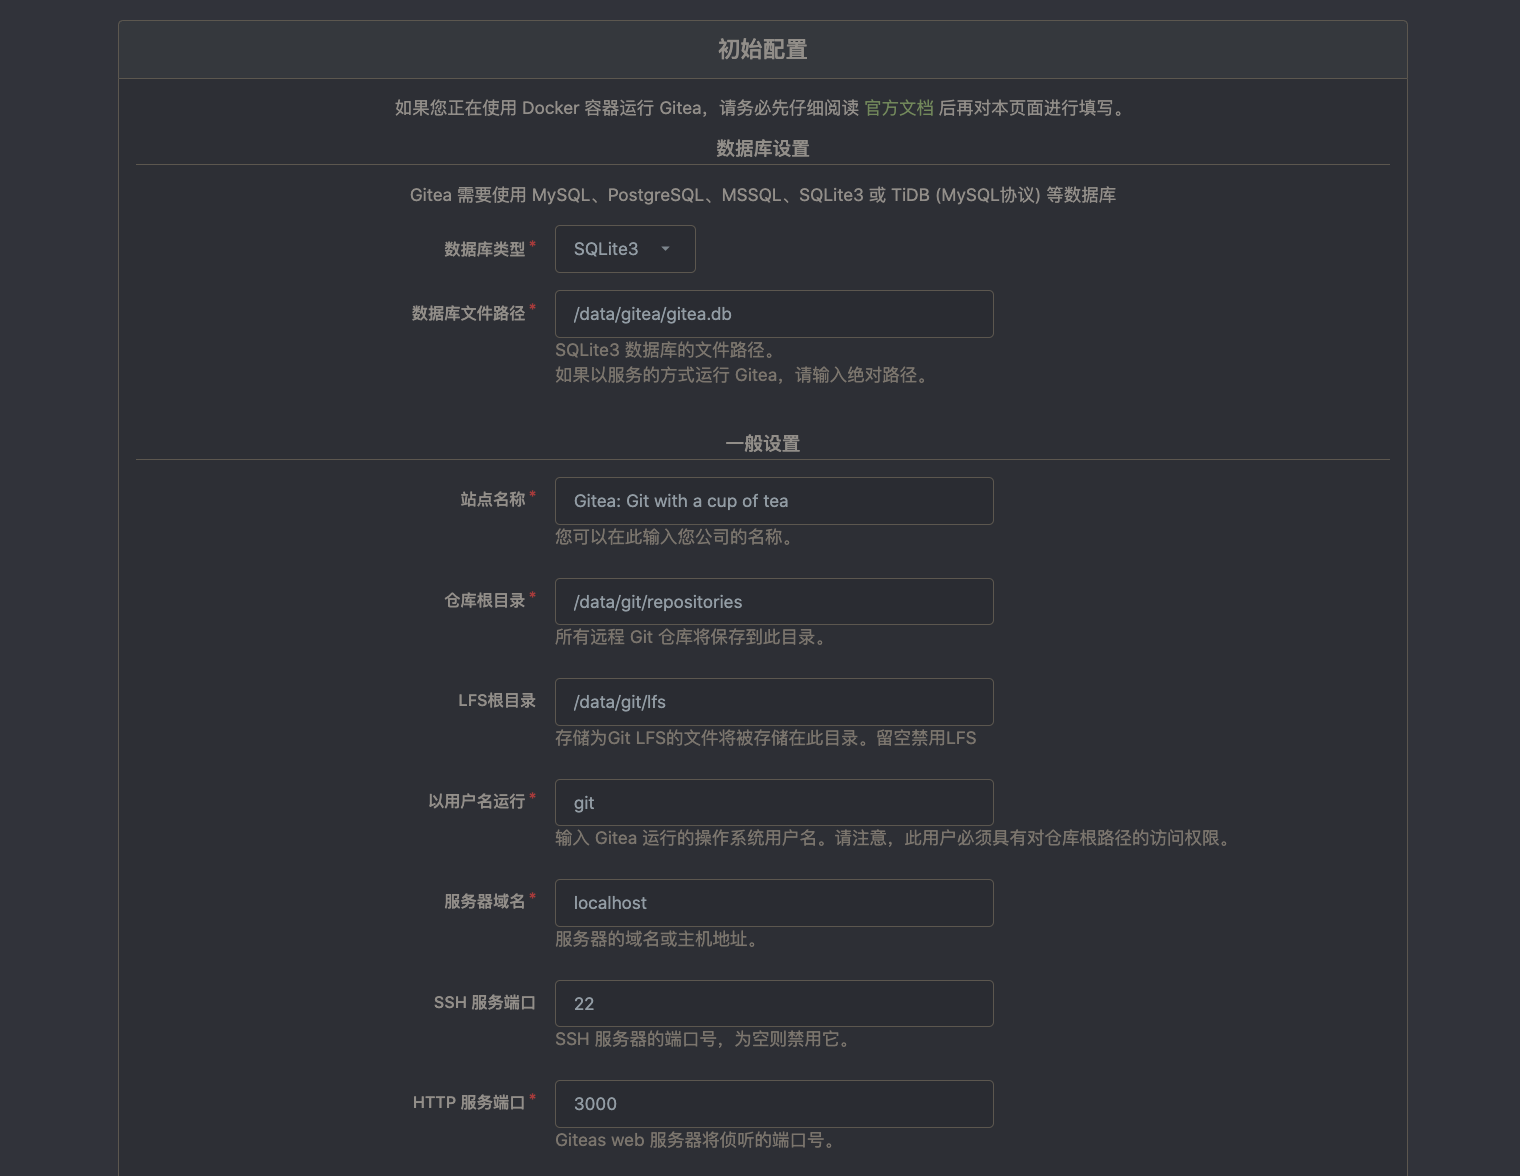 初始配置
如果您正在使用 Docker 容器运行 Gitea，请务必先仔细阅读 官方文档 后再对本页面进行填写。
数据库设置
Gitea 需要使用 MySQL、PostgreSQL、MSSQL、SQLite3 或 TiDB (MySQL协议) 等数据库
数据库类型* SQLite3
数据库文件路径* /data/gitea/gitea.db
SQLite3 数据库的文件路径。
如果以服务的方式运行 Gitea，请输入绝对路径。
一般设置
站点名称* Gitea: Git with a cup of tea
您可以在此输入您公司的名称。
仓库根目录* /data/git/repositories
所有远程 Git 仓库将保存到此目录。
LFS根目录 /data/git/lfs
存储为Git LFS的文件将被存储在此目录。留空禁用LFS
以用户名运行* git
输入 Gitea 运行的操作系统用户名。请注意，此用户必须具有对仓库根路径的访问权限。
服务器域名* localhost
服务器的域名或主机地址。
SSH 服务端口 22
SSH 服务器的端口号，为空则禁用它。
HTTP 服务端口* 3000
Giteas web 服务器将侦听的端口号。